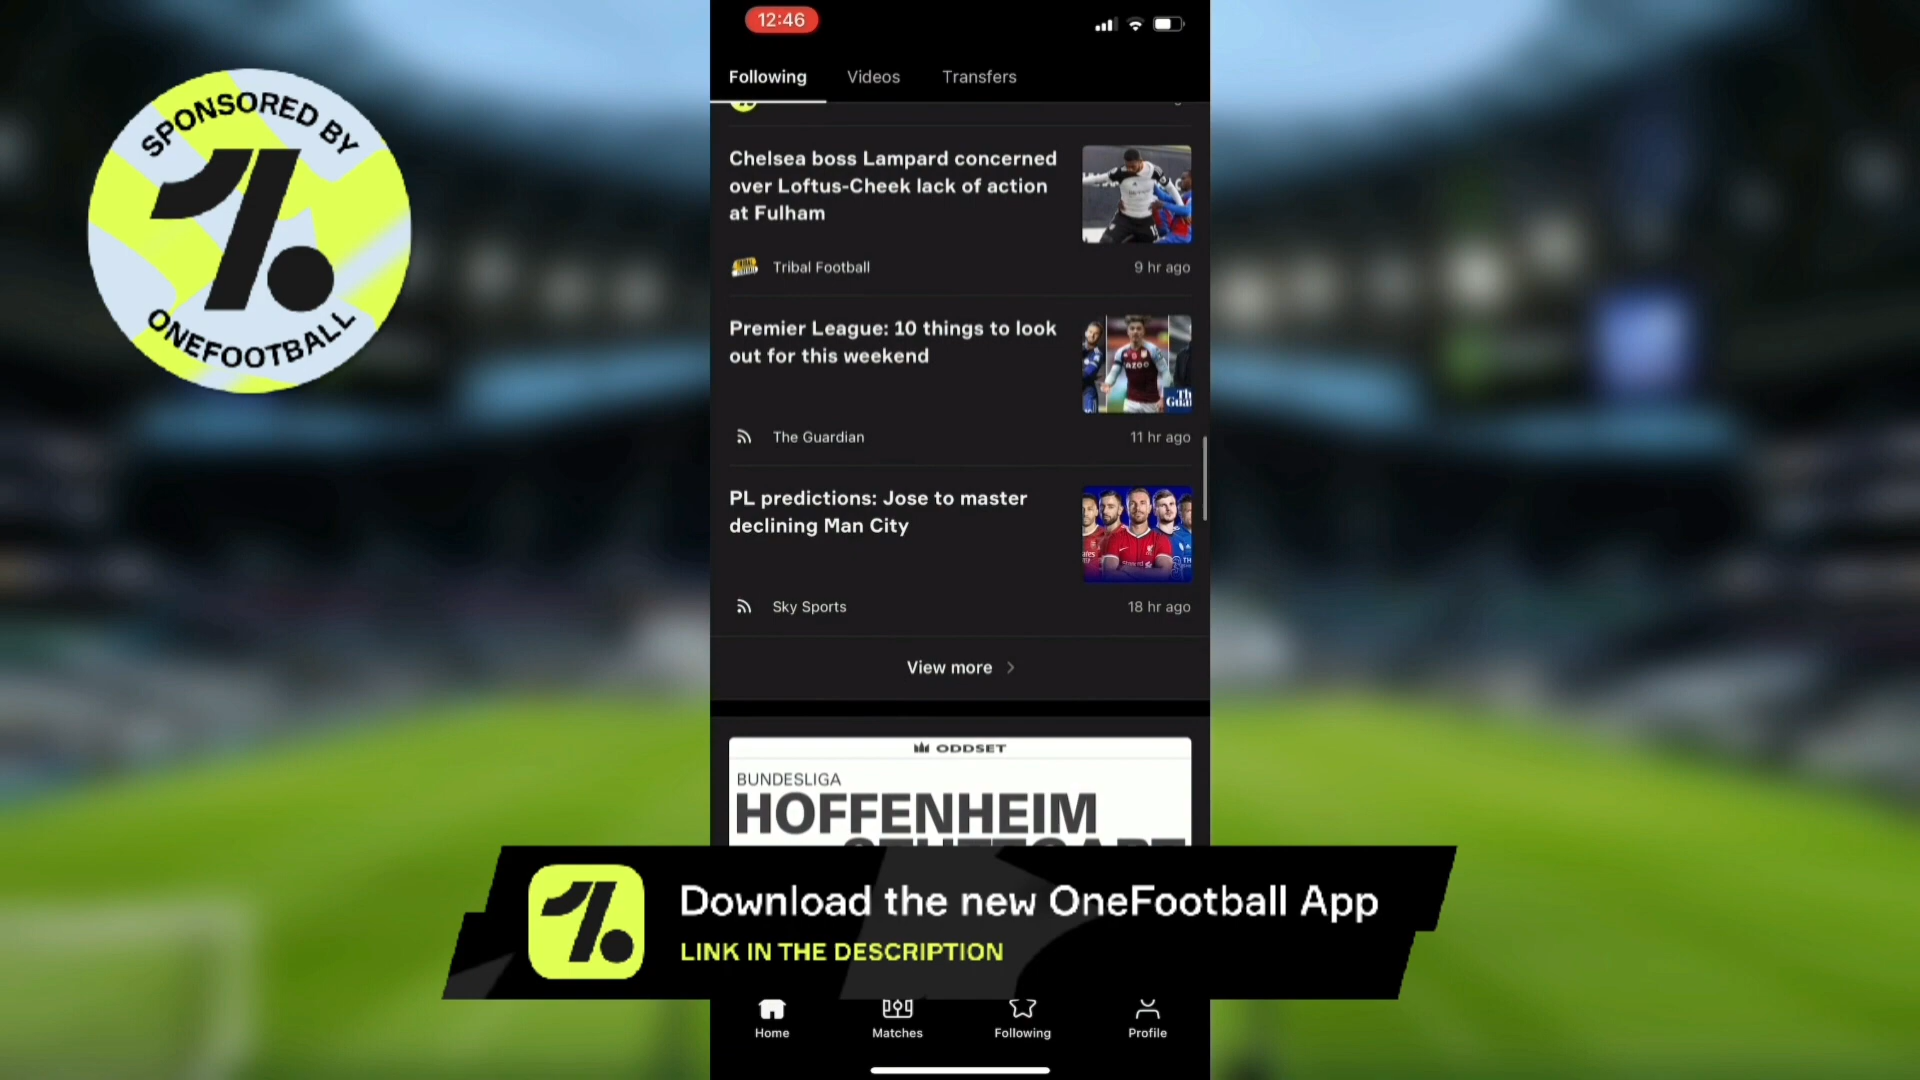 12:46
Following Videos Transfers
SPONSORED BY
ONEFOOTBALL
Chelsea boss Lampard concerned
over Loftus-Cheek lack of action
at Fulham
Tribal Football 9 hr ago
Premier League: 10 things to look
out for this weekend
The Guardian 11 hr ago
PL predictions: Jose to master
declining Man City
Sky Sports 18 hr ago
View more
ODDSET
BUNDESLIGA
HOFFENHEIM
Download the new OneFootball App
LINK IN THE DESCRIPTION
Home Matches Following Profile